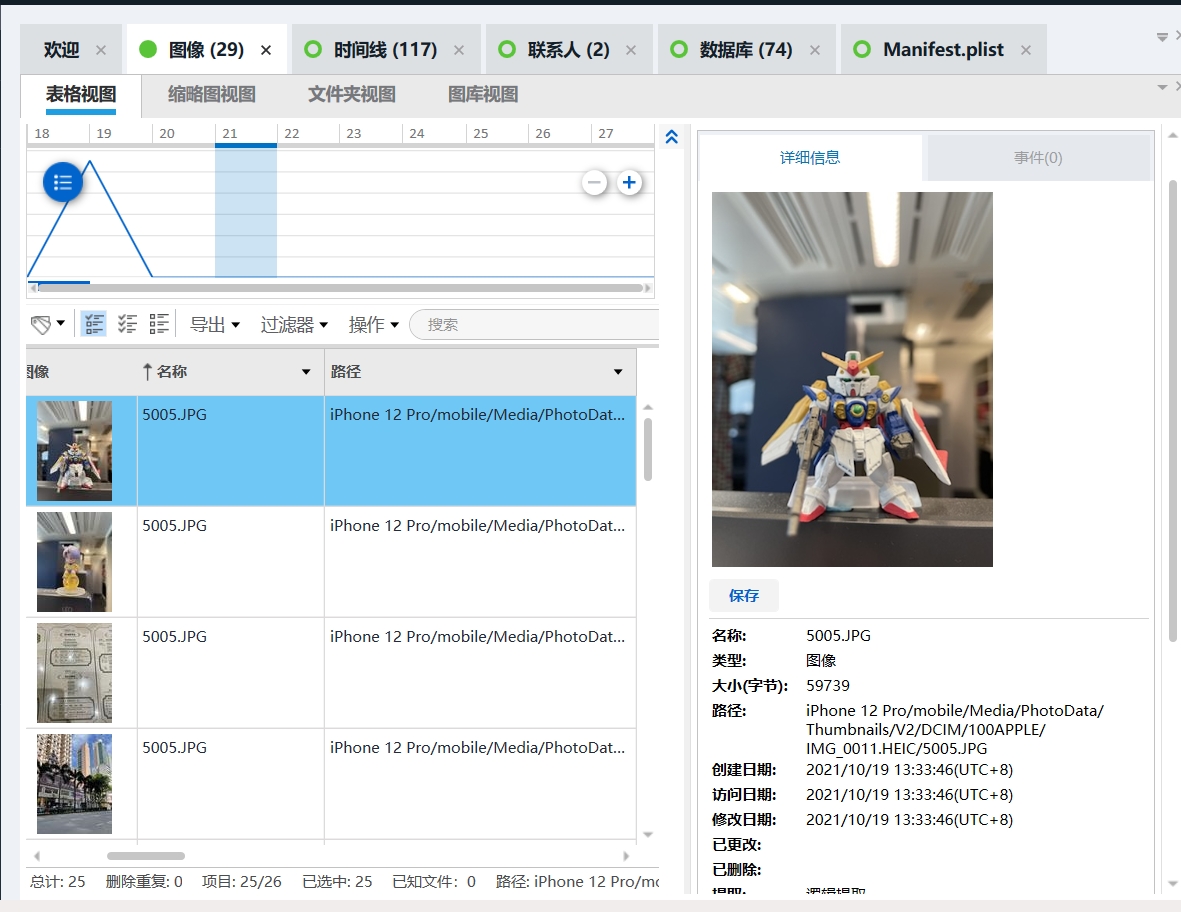 欢迎 图像 (29) 时间线 (117) 联系人 (2) 数据库 (74) Manifest.plist
表格视图 缩略图视图 文件夹视图 图库视图
18 19 20 21 22 23 24 25 26 27
导出 过滤器 操作 搜索
图像 名称 路径
5005.JPG iPhone 12 Pro/mobile/Media/PhotoDat...
5005.JPG iPhone 12 Pro/mobile/Media/PhotoDat...
5005.JPG iPhone 12 Pro/mobile/Media/PhotoDat...
5005.JPG iPhone 12 Pro/mobile/Media/PhotoDat...
总计: 25 删除重复: 0 项目: 25/26 已选中: 25 已知文件: 0 路径: iPhone 12 Pro/mo
详细信息 事件(0)
保存
名称: 5005.JPG
类型: 图像
大小(字节): 59739
路径: iPhone 12 Pro/mobile/Media/PhotoData/
Thumbnails/V2/DCIM/100APPLE/
IMG_0011.HEIC/5005.JPG
创建日期: 2021/10/19 13:33:46(UTC+8)
访问日期: 2021/10/19 13:33:46(UTC+8)
修改日期: 2021/10/19 13:33:46(UTC+8)
已更改:
已删除:
提取: 逻辑提取